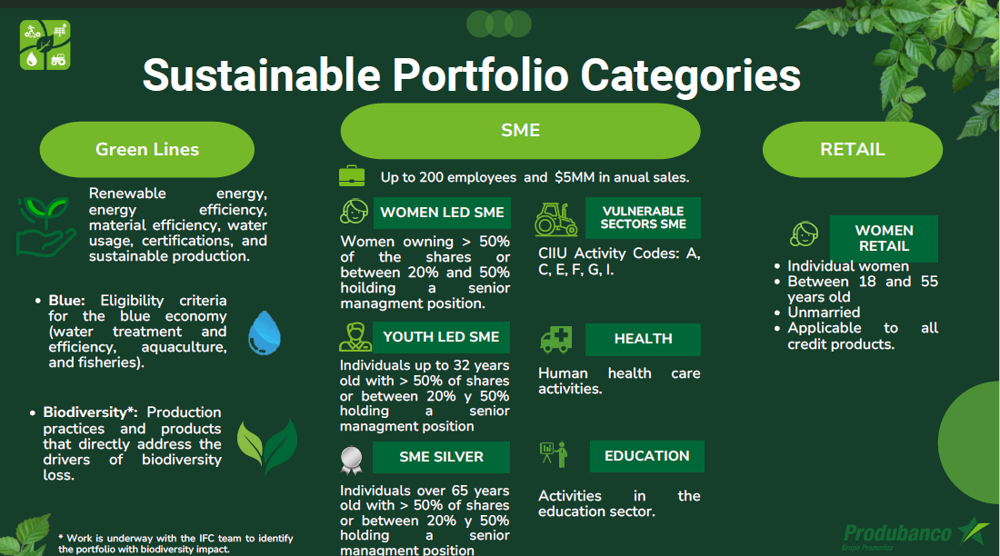 Sustainable Portfolio Categories
Green Lines
Renewable energy,
energy efficiency,
material efficiency, water
usage, certifications, and
sustainable production.
• Blue: Eligibility criteria
for the blue economy
(water treatment and
efficiency, aquaculture,
and fisheries).
• Biodiversity*: Production
practices and products
that directly address the
drivers of biodiversity
loss.
* Work is underway with the IFC team to identify
the portfolio with biodiversity impact.
SME
Up to 200 employees and $5MM in anual sales.
WOMEN LED SME
Women owning > 50%
of the shares or
between 20% and 50%
hoilding a senior
managment position.
YOUTH LED SME
Individuals up to 32 years
old with > 50% of shares
or between 20% y 50%
holding a senior
managment position
SME SILVER
Individuals over 65 years
old with > 50% of shares
or between 20% y 50%
holding a senior
managment position
VULNERABLE
SECTORS SME
CIIU Activity Codes: A,
C, E, F, G, I.
HEALTH
Human health care
activities.
EDUCATION
Activities in the
education sector.
RETAIL
WOMEN
RETAIL
• Individual women
• Between 18 and 55
years old
• Unmarried
• Applicable to all
credit products.
Produbanco
Grupo Promerica